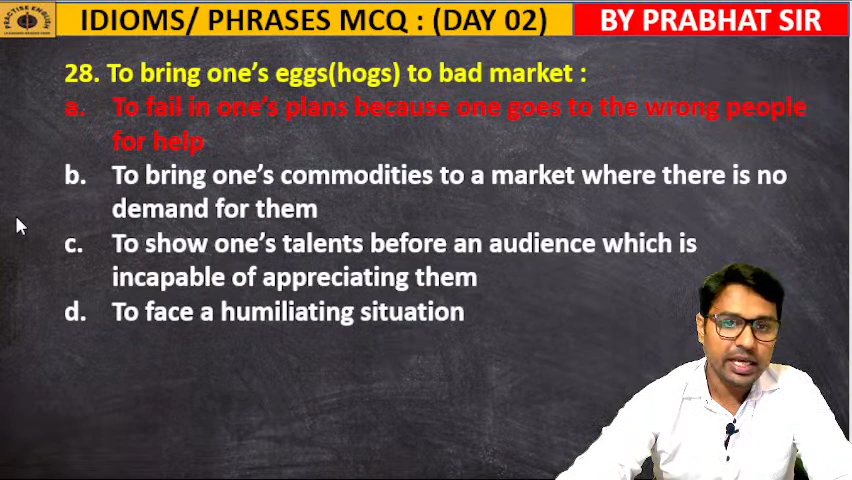 PRACTISE ENGLISH
IDIOMS/ PHRASES MCQ : (DAY 02)
BY PRABHAT SIR
28. To bring one's eggs(hogs) to bad market :
a. To fail in one's plans because one goes to the wrong people
for help
b. To bring one's commodities to a market where there is no
demand for them
c. To show one's talents before an audience which is
incapable of appreciating them
d. To face a humiliating situation